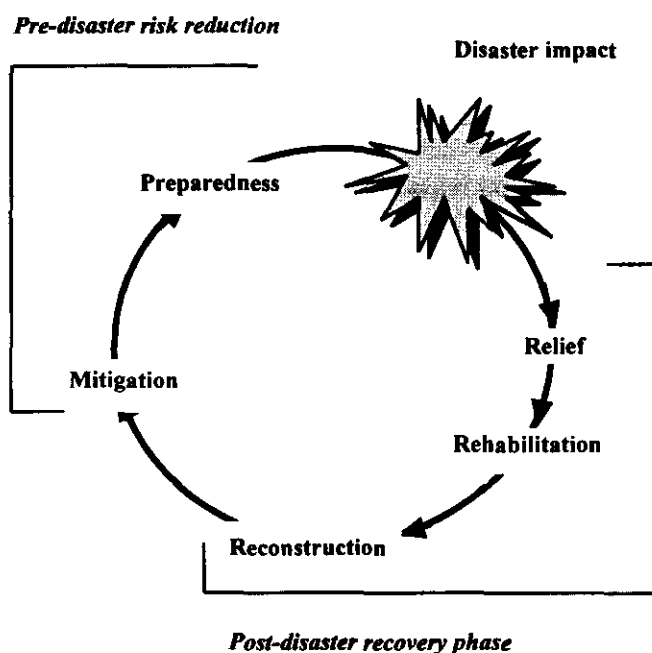 Pre-disaster risk reduction
Disaster impact
Preparedness
Relief
Mitigation
Rehabilitation
Reconstruction
Post-disaster recovery phase